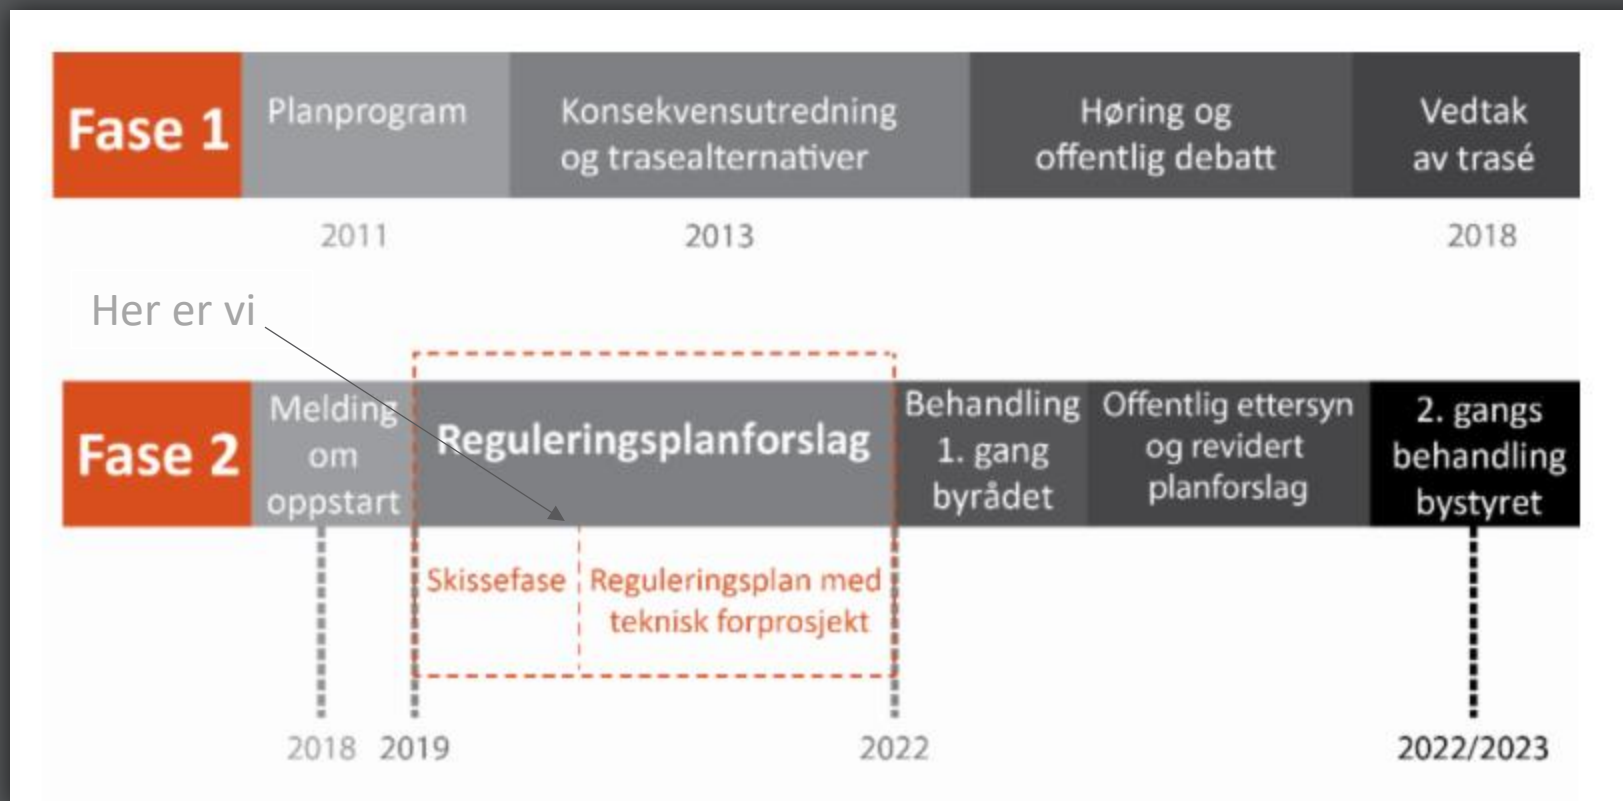 Fase 1
Planprogram
Konsekvensutredning
og trasealternativer
Høring og
offentlig debatt
Vedtak
av trasé
2011
2013
2018
Her er vi
Fase 2
Melding
om
oppstart
Reguleringsplanforslag
Behandling
1. gang
byrådet
Offentlig ettersyn
og revidert
planforslag
2. gangs
behandling
bystyret
Skissefase
Reguleringsplan med
teknisk forprosjekt
2018
2019
2022
2022/2023